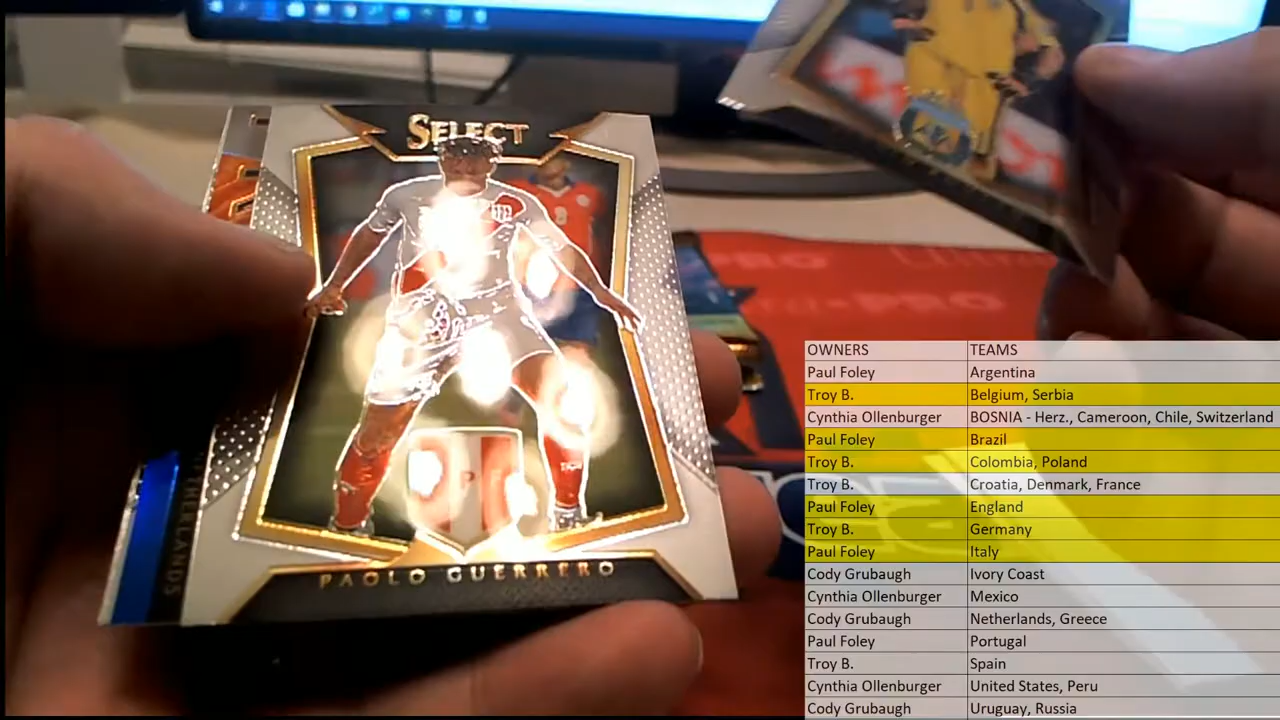 SELECT
PAOLO GUERRERO
THERLANDS
OWNERS TEAMS
Paul Foley Argentina
Troy B. Belgium, Serbia
Cynthia Ollenburger BOSNIA - Herz., Cameroon, Chile, Switzerland
Paul Foley Brazil
Troy B. Colombia, Poland
Troy B. Croatia, Denmark, France
Paul Foley England
Troy B. Germany
Paul Foley Italy
Cody Grubaugh Ivory Coast
Cynthia Ollenburger Mexico
Cody Grubaugh Netherlands, Greece
Paul Foley Portugal
Troy B. Spain
Cynthia Ollenburger United States, Peru
Cody Grubaugh Uruguay, Russia